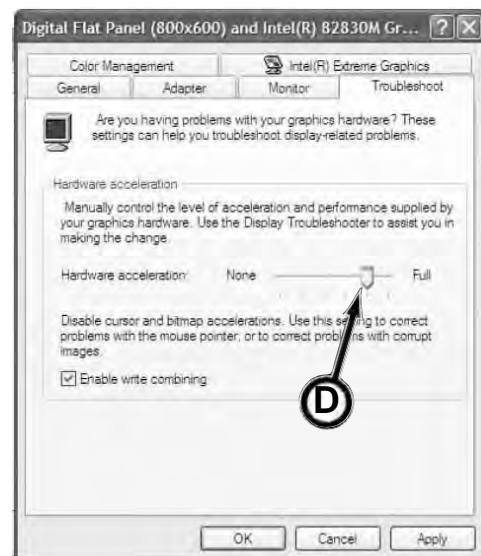 Digital Flat Panel (800x600) and Intel(R) 82830M Gr...
Color Management
Intel(R) Extreme Graphics
General
Adapter
Monitor
Troubleshoot
Are you having problems with your graphics hardware? These
settings can help you troubleshoot display-related problems.
Hardware acceleration
Manually control the level of acceleration and performance supplied by
your graphics hardware. Use the Display Troubleshooter to assist you in
making the change.
Hardware acceleration: None Full
Disable cursor and bitmap accelerations. Use this setting to correct
problems with the mouse pointer, or to correct problems with corrupt
images.
Enable write combining
D
OK Cancel Apply